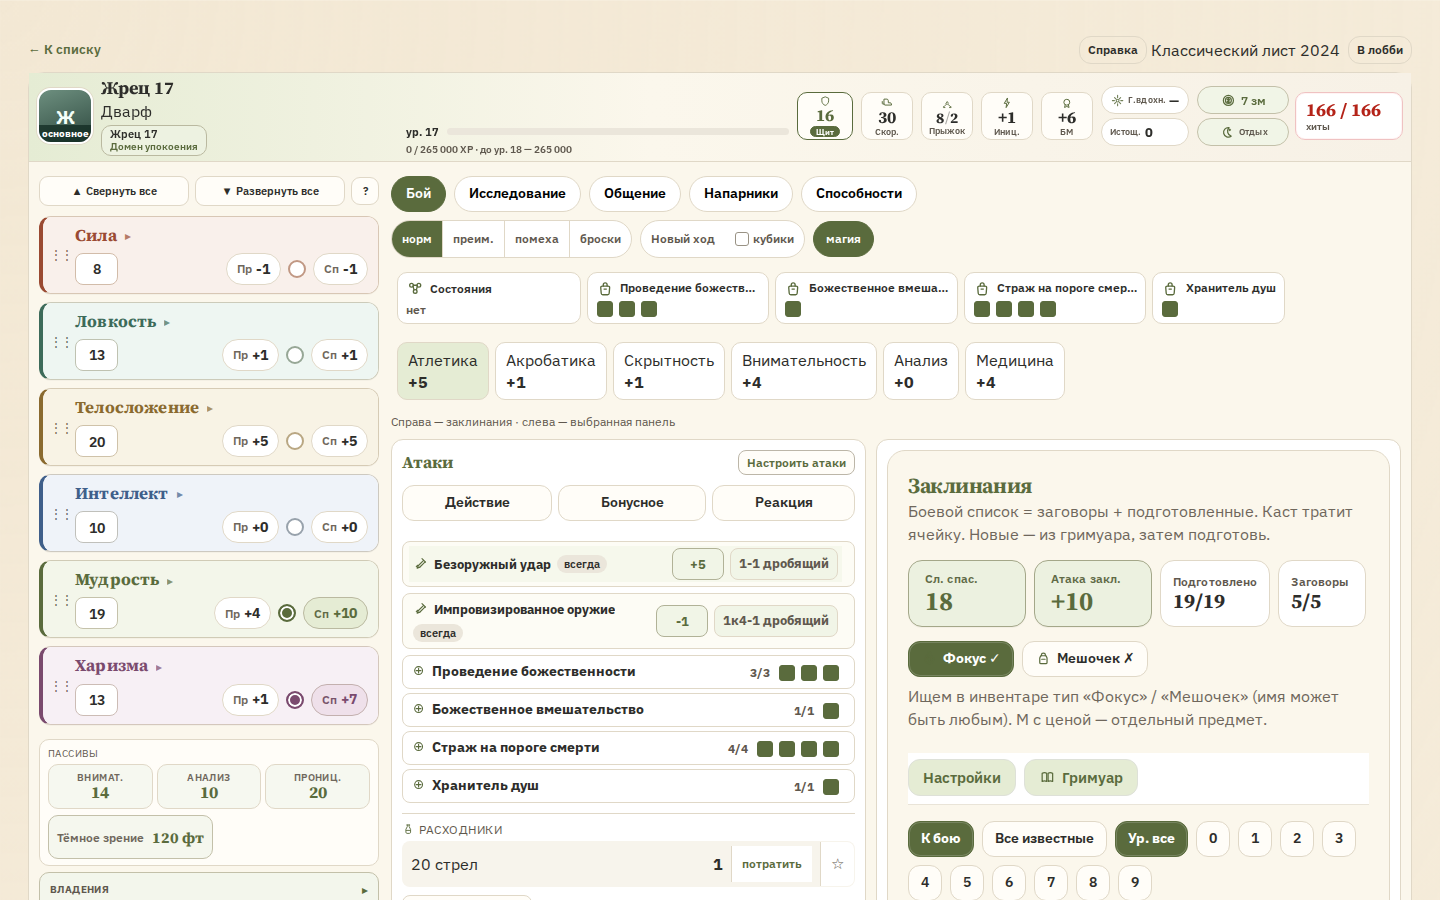 ← К списку
Справка
Классический лист 2024
В лобби
Ж
основное
Жрец 17
Дварф
Жрец 17
Домен упокоения
ур. 17
0 / 265 000 XP · до ур. 18 — 265 000
16
Щит
30
Скор.
8/2
Прыжок
+1
Иниц.
+6
БМ
Г.вдохн. —
Истощ. 0
7 зм
Отдых
166 / 166
хиты
▲ Свернуть все
▼ Развернуть все
?
Сила ▸
8
Пр -1
Сп -1
Ловкость ▸
13
Пр +1
Сп +1
Телосложение ▸
20
Пр +5
Сп +5
Интеллект ▸
10
Пр +0
Сп +0
Мудрость ▸
19
Пр +4
Сп +10
Харизма ▸
13
Пр +1
Сп +7
ПАССИВЫ
ВНИМАТ.
14
АНАЛИЗ
10
ПРОНИЦ.
20
Тёмное зрение 120 фт
ВЛАДЕНИЯ ▸
Бой
Исследование
Общение
Напарники
Способности
норм
преим.
помеха
броски
Новый ход
кубики
магия
Состояния
нет
Проведение божеств...
Божественное вмеша...
Страж на пороге смер...
Хранитель душ
Атлетика
+5
Акробатика
+1
Скрытность
+1
Внимательность
+4
Анализ
+0
Медицина
+4
Справа — заклинания · слева — выбранная панель
Атаки
Настроить атаки
Действие
Бонусное
Реакция
Безоружный удар всегда
+5
1-1 дробящий
Импровизированное оружие
всегда
-1
1к4-1 дробящий
⊕ Проведение божественности 3/3
⊕ Божественное вмешательство 1/1
⊕ Страж на пороге смерти 4/4
⊕ Хранитель душ 1/1
РАСХОДНИКИ
20 стрел
1
потратить
☆
Заклинания
Боевой список = заговоры + подготовленные. Каст тратит
ячейку. Новые — из гримуара, затем подготовь.
Сл. спас.
18
Атака закл.
+10
Подготовлено
19/19
Заговоры
5/5
Фокус ✓
Мешочек ✗
Ищем в инвентаре тип «Фокус» / «Мешочек» (имя может
быть любым). М с ценой — отдельный предмет.
Настройки
Гримуар
К бою
Все известные
Ур. все
0
1
2
3
4
5
6
7
8
9